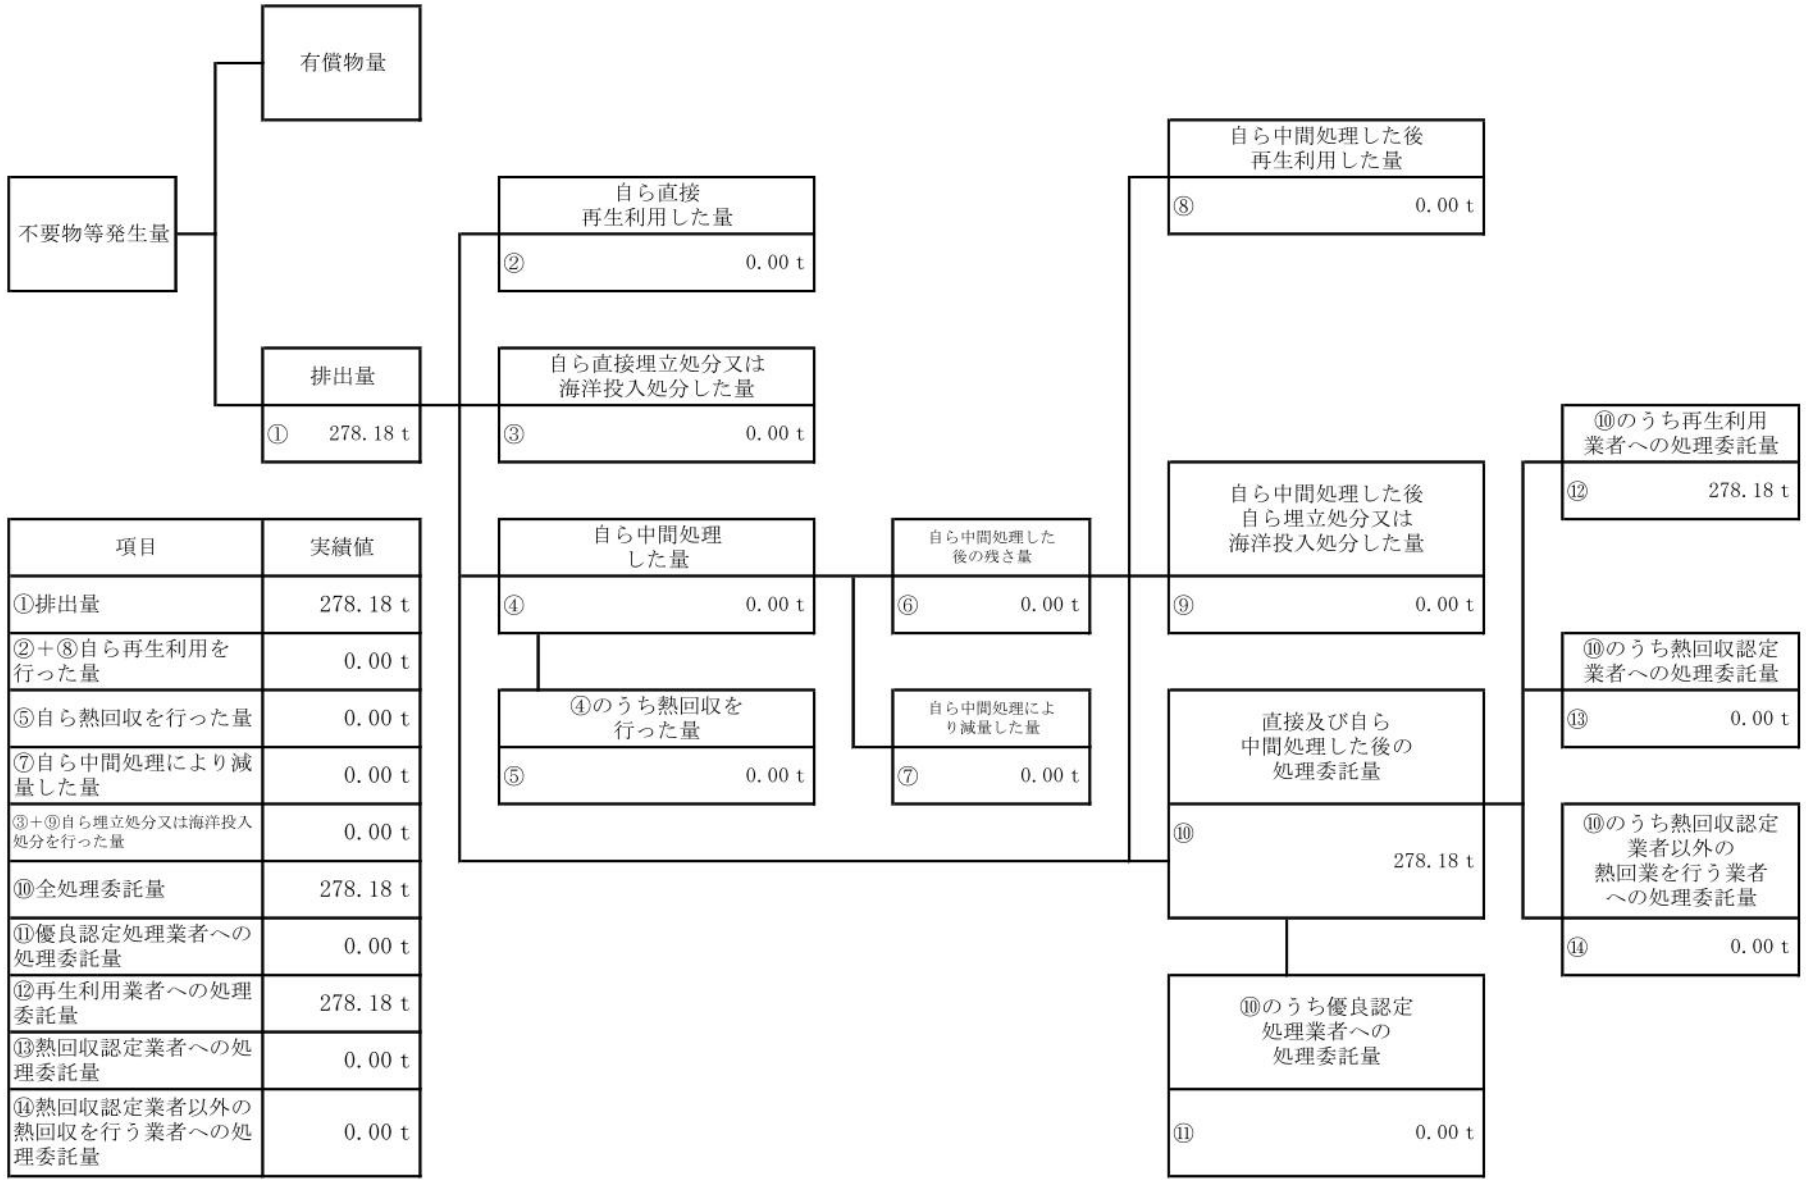 有償物量
不要物等発生量
排出量
① 278.18 t
自ら直接
再生利用した量
② 0.00 t
自ら直接埋立処分又は
海洋投入処分した量
③ 0.00 t
自ら中間処理
した量
④ 0.00 t
④のうち熱回収を
行った量
⑤ 0.00 t
自ら中間処理した
後の残さ量
⑥ 0.00 t
自ら中間処理によ
り減量した量
⑦ 0.00 t
自ら中間処理した後
再生利用した量
⑧ 0.00 t
自ら中間処理した後
自ら埋立処分又は
海洋投入処分した量
⑨ 0.00 t
直接及び自ら
中間処理した後の
処理委託量
⑩
278.18 t
⑩のうち優良認定
処理業者への
処理委託量
⑪ 0.00 t
⑩のうち再生利用
業者への処理委託量
⑫ 278.18 t
⑩のうち熱回収認定
業者への処理委託量
⑬ 0.00 t
⑩のうち熱回収認定
業者以外の
熱回業を行う業者
への処理委託量
⑭ 0.00 t
項目 実績値
①排出量 278.18 t
②+⑧自ら再生利用を
行った量 0.00 t
⑤自ら熱回収を行った量 0.00 t
⑦自ら中間処理により減
量した量 0.00 t
③+⑨自ら埋立処分又は海洋投入
処分を行った量 0.00 t
⑩全処理委託量 278.18 t
⑪優良認定処理業者への
処理委託量 0.00 t
⑫再生利用業者への処理
委託量 278.18 t
⑬熱回収認定業者への処
理委託量 0.00 t
⑭熱回収認定業者以外の
熱回収を行う業者への処
理委託量 0.00 t